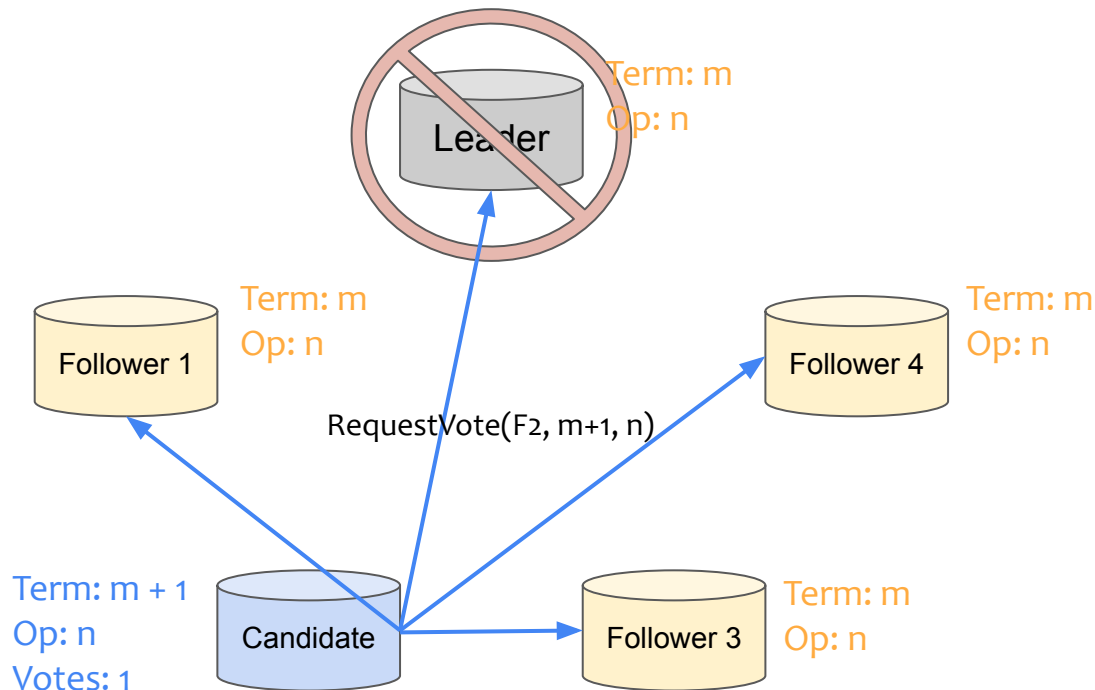 Term: m
Op: n
Leader
Term: m
Op: n
Follower 1
Term: m
Op: n
Follower 4
RequestVote(F2, m+1, n)
Term: m + 1
Op: n
Votes: 1
Candidate
Follower 3
Term: m
Op: n